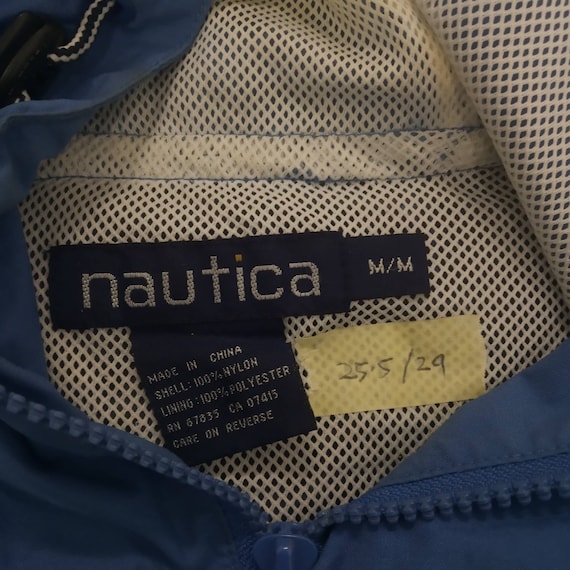 nautica
M/M
MADE IN CHINA
SHELL: 100% NYLON
LINING: 100% POLYESTER
RN 67835 CA 07415
CARE ON REVERSE
25.5/29